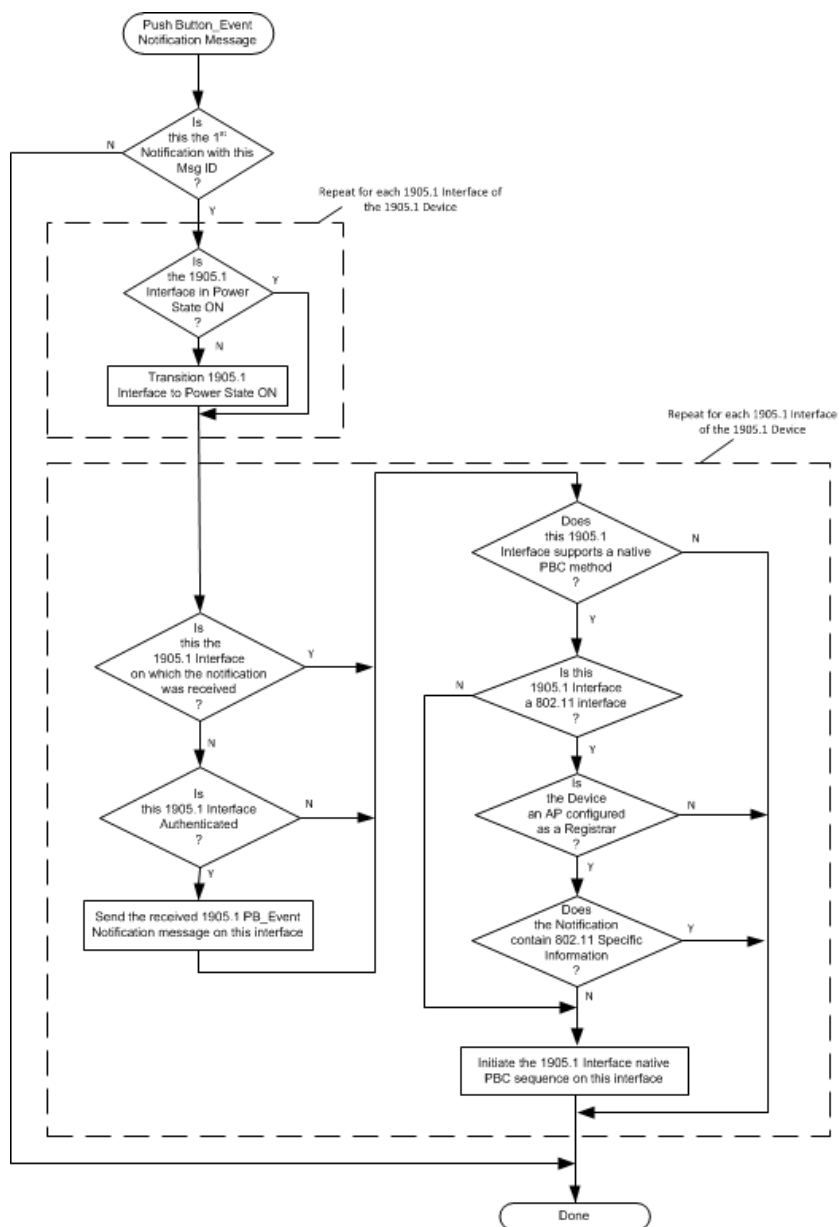 Push Button_Event
Notification Message
Is
this the 1st
Notification with this
Msg ID
?
N
Y
Repeat for each 1905.1 Interface of
the 1905.1 Device
Is
the 1905.1
Interface in Power
State ON
?
Y
N
Transition 1905.1
Interface to Power State ON
Repeat for each 1905.1 Interface
of the 1905.1 Device
Is
this the
1905.1 Interface
on which the notification
was received
?
Y
N
Is
this 1905.1 Interface
Authenticated
?
N
Y
Send the received 1905.1 PB_Event
Notification message on this interface
Does
this 1905.1
Interface supports a native
PBC method
?
N
Y
Is this
1905.1 Interface
a 802.11 interface
?
N
Y
Is
the Device
an AP configured
as a Registrar
?
N
Y
Does
the Notification
contain 802.11 Specific
Information
?
Y
N
Initiate the 1905.1 Interface native
PBC sequence on this interface
Done